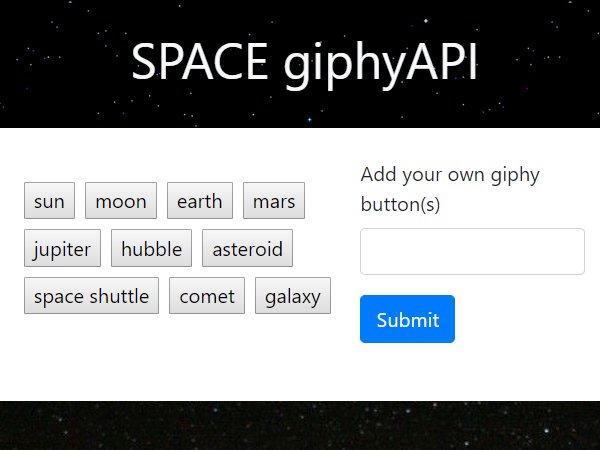 SPACE giphyAPI
sun moon earth mars
jupiter hubble asteroid
space shuttle comet galaxy
Add your own giphy
button(s)
Submit